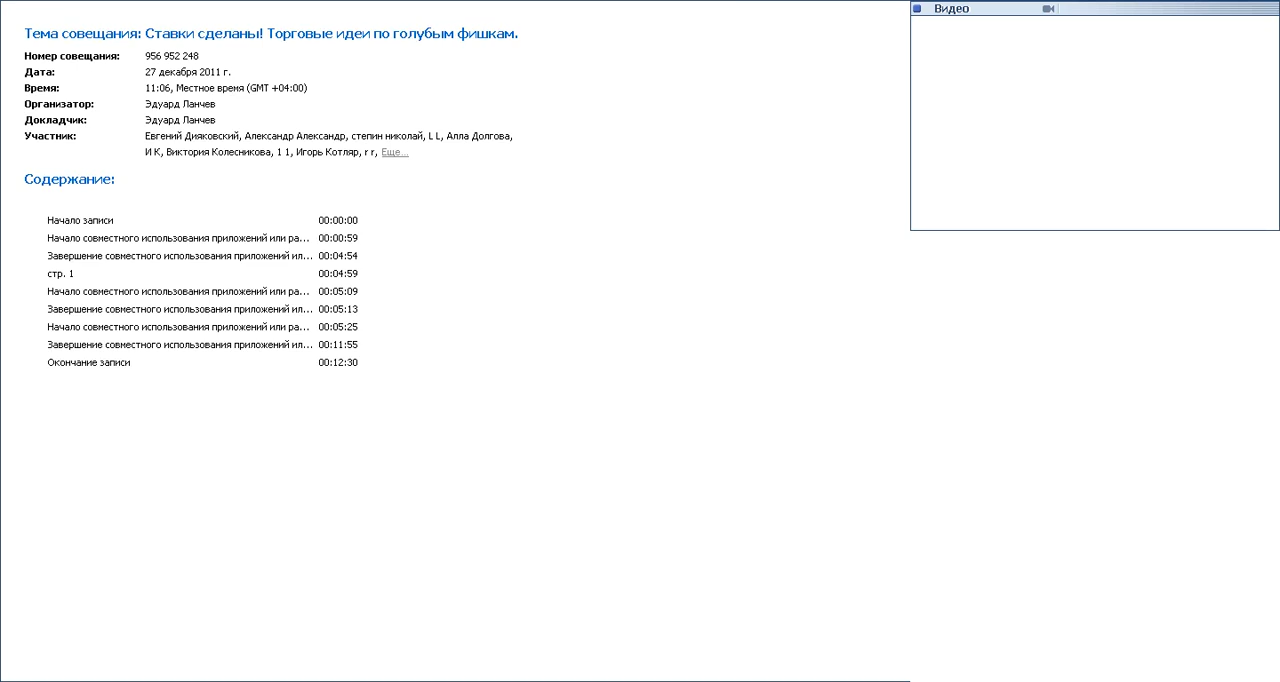 Тема совещания: Ставки сделаны! Торговые идеи по голубым фишкам.
Номер совещания: 956 952 248
Дата: 27 декабря 2011 г.
Время: 11:06, Местное время (GMT +04:00)
Организатор: Эдуард Ланчев
Докладчик: Эдуард Ланчев
Участник: Евгений Дияковский, Александр Александр, степин николай, L L, Алла Долгова,
И К, Виктория Колесникова, 1 1, Игорь Котляр, r r, Еще...
Содержание:
Начало записи 00:00:00
Начало совместного использования приложений или ра... 00:00:59
Завершение совместного использования приложений ил... 00:04:54
стр. 1 00:04:59
Начало совместного использования приложений или ра... 00:05:09
Завершение совместного использования приложений ил... 00:05:13
Начало совместного использования приложений или ра... 00:05:25
Завершение совместного использования приложений ил... 00:11:55
Окончание записи 00:12:30
Видео